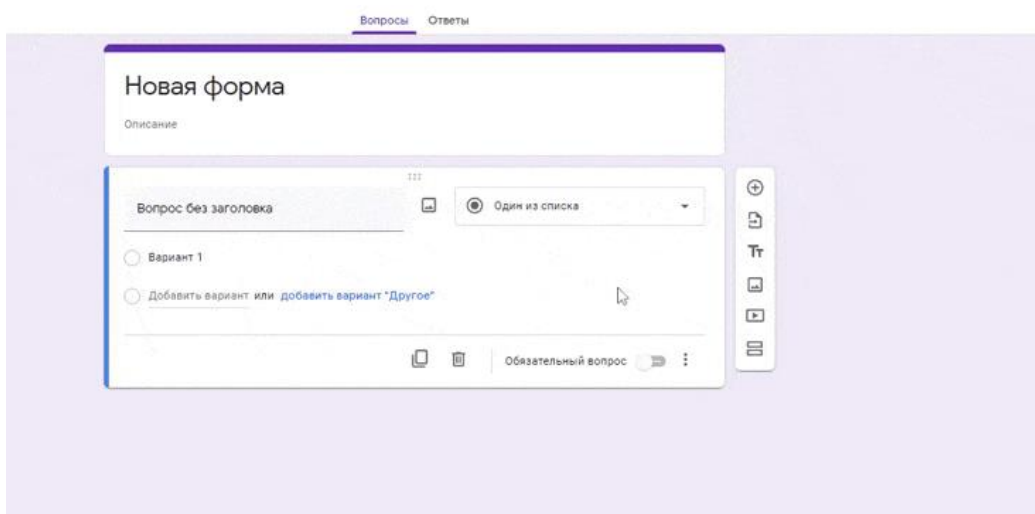 Вопросы Ответы
Новая форма
Описание
Вопрос без заголовка
Один из списка
Вариант 1
Добавить вариант или добавить вариант "Другое"
Обязательный вопрос
Тт